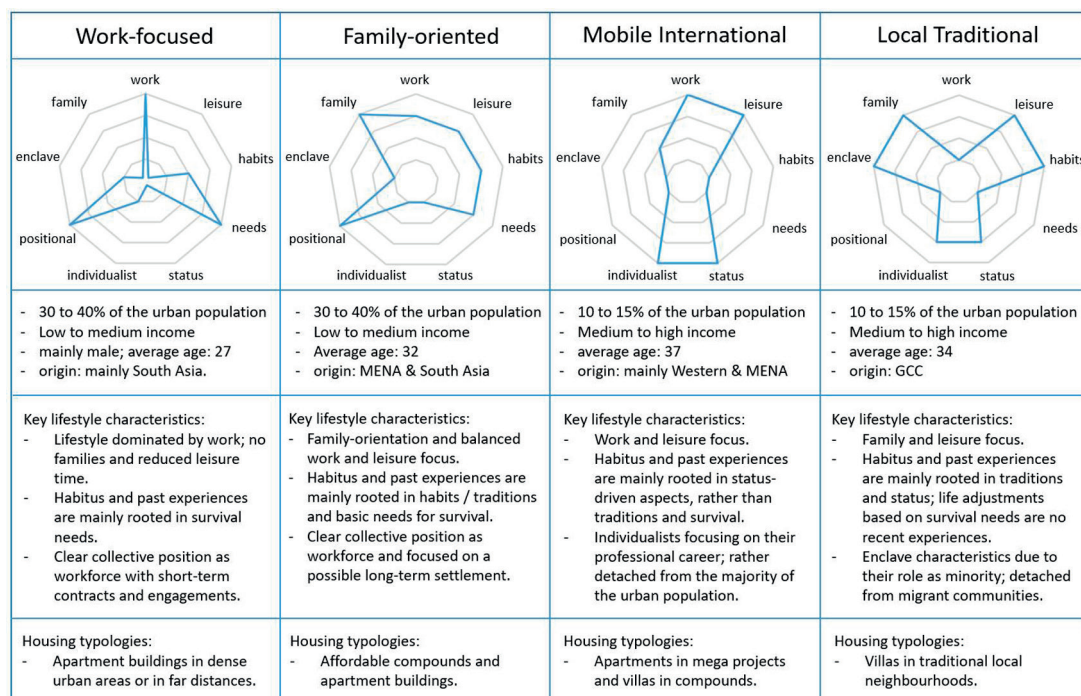 Work-focused
work
family
leisure
enclave
habits
positional
needs
individualist
status
- 30 to 40% of the urban population
- Low to medium income
- mainly male; average age: 27
- origin: mainly South Asia.
Key lifestyle characteristics:
- Lifestyle dominated by work; no
families and reduced leisure
time.
- Habitus and past experiences
are mainly rooted in survival
needs.
- Clear collective position as
workforce with short-term
contracts and engagements.
Housing typologies:
- Apartment buildings in dense
urban areas or in far distances.
Family-oriented
work
family
leisure
enclave
habits
positional
needs
individualist
status
- 30 to 40% of the urban population
- Low to medium income
- Average age: 32
- origin: MENA & South Asia
Key lifestyle characteristics:
- Family-orientation and balanced
work and leisure focus.
- Habitus and past experiences are
mainly rooted in habits / traditions
and basic needs for survival.
- Clear collective position as
workforce and focused on a
possible long-term settlement.
Housing typologies:
- Affordable compounds and
apartment buildings.
Mobile International
work
family
leisure
enclave
habits
positional
needs
individualist
status
- 10 to 15% of the urban population
- Medium to high income
- average age: 37
- origin: mainly Western & MENA
Key lifestyle characteristics:
- Work and leisure focus.
- Habitus and past experiences
are mainly rooted in status-
driven aspects, rather than
traditions and survival.
- Individualists focusing on their
professional career; rather
detached from the majority of
the urban population.
Housing typologies:
- Apartments in mega projects
and villas in compounds.
Local Traditional
work
family
leisure
enclave
habits
positional
needs
individualist
status
- 10 to 15% of the urban population
- Medium to high income
- average age: 34
- origin: GCC
Key lifestyle characteristics:
- Family and leisure focus.
- Habitus and past experiences
are mainly rooted in traditions
and status; life adjustments
based on survival needs are no
recent experiences.
- Enclave characteristics due to
their role as minority; detached
from migrant communities.
Housing typologies:
- Villas in traditional local
neighbourhoods.